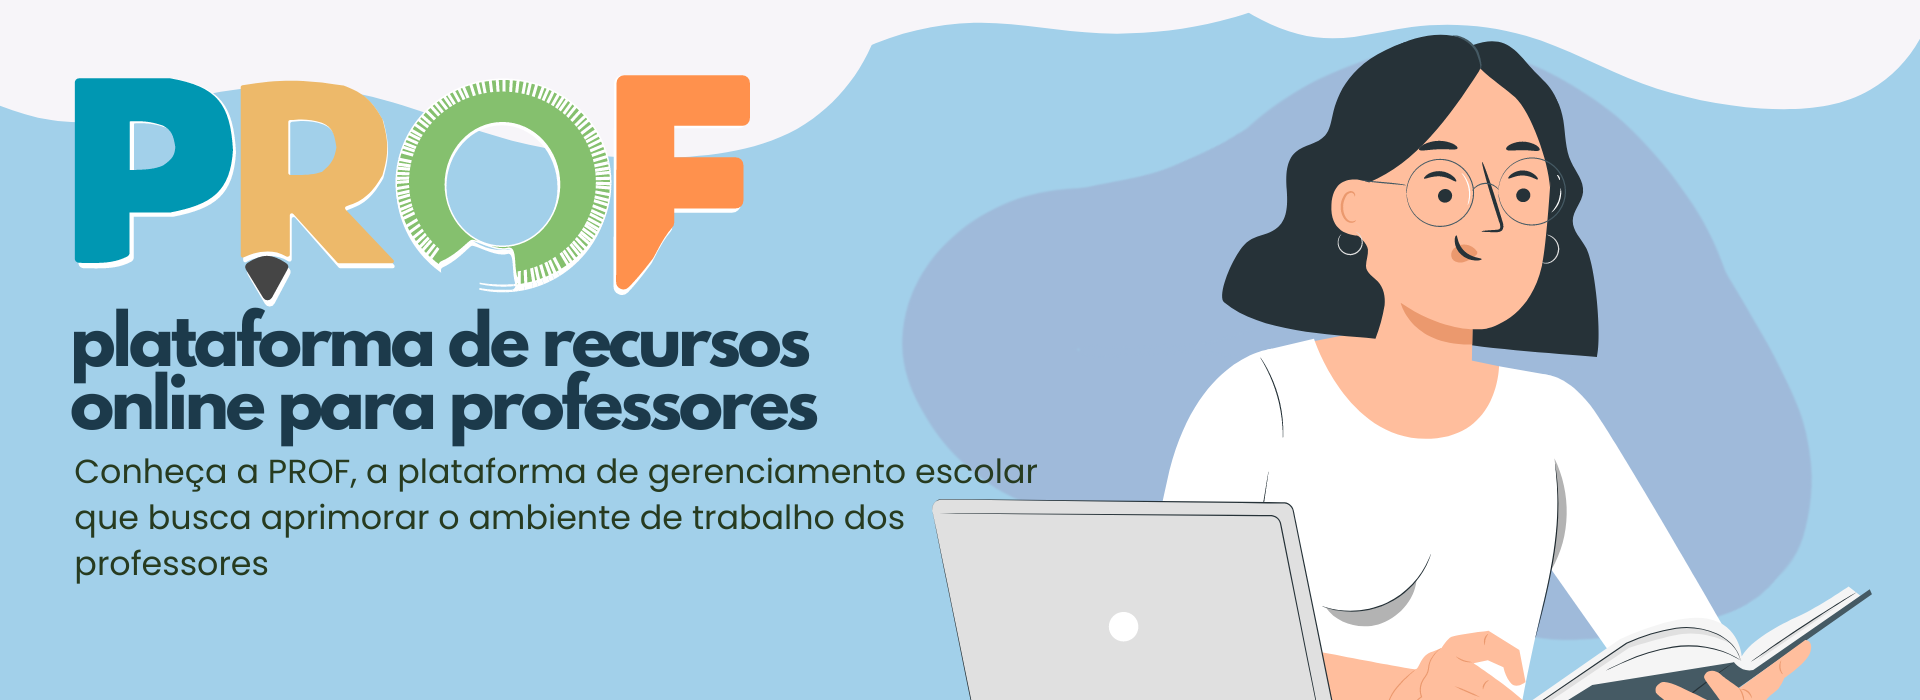 PROF
plataforma de recursos
online para professores
Conheça a PROF, a plataforma de gerenciamento escolar
que busca aprimorar o ambiente de trabalho dos
professores